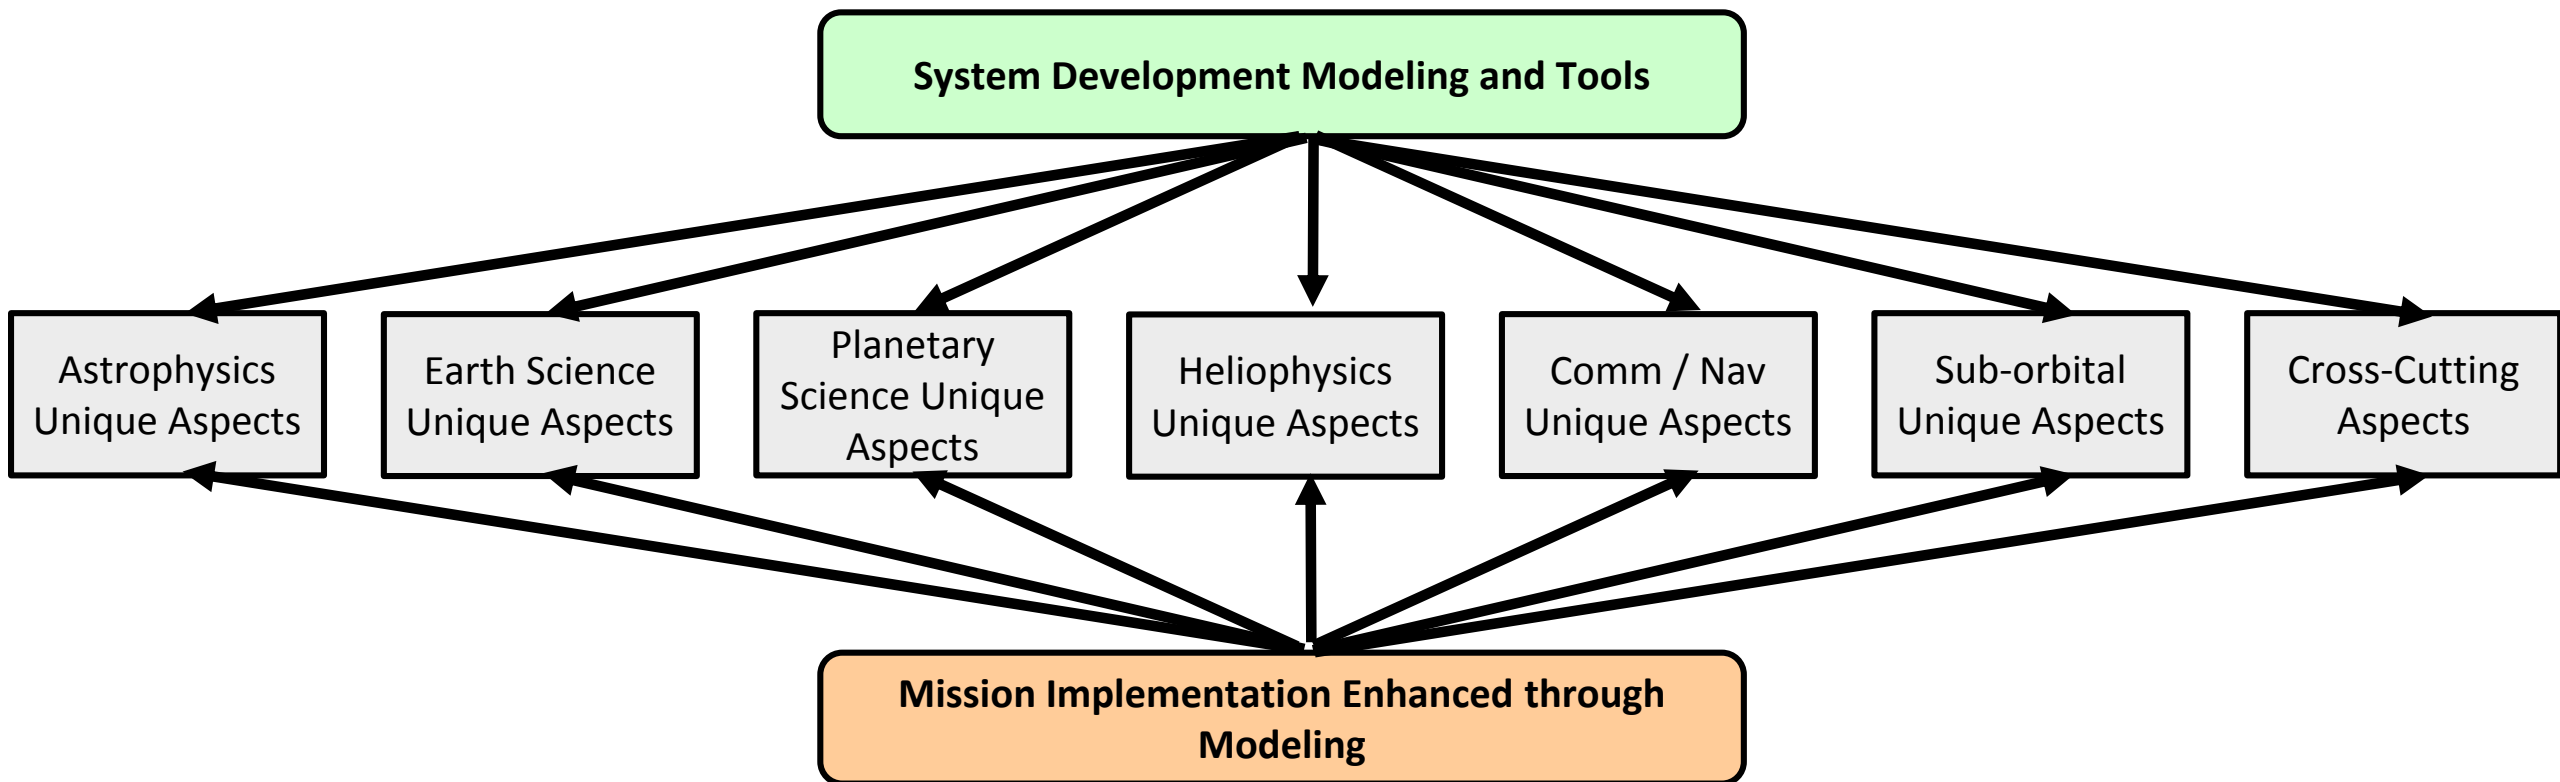 System Development Modeling and Tools
Astrophysics
Unique Aspects
Earth Science
Unique Aspects
Planetary
Science Unique
Aspects
Heliophysics
Unique Aspects
Comm / Nav
Unique Aspects
Sub-orbital
Unique Aspects
Cross-Cutting
Aspects
Mission Implementation Enhanced through
Modeling